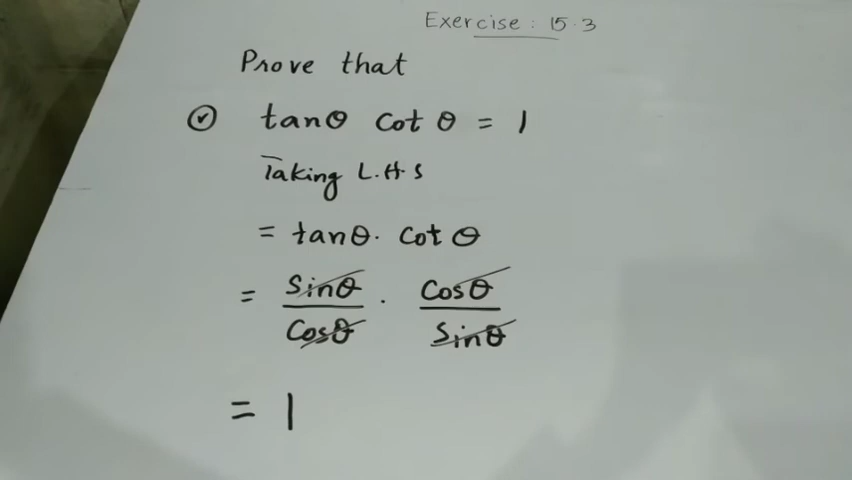 Exercise : 15.3
Prove that
✓ tanθ cot θ = 1
Taking L.H.S
= tanθ. cot θ
= Sinθ/Cosθ . Cosθ/Sinθ
= 1